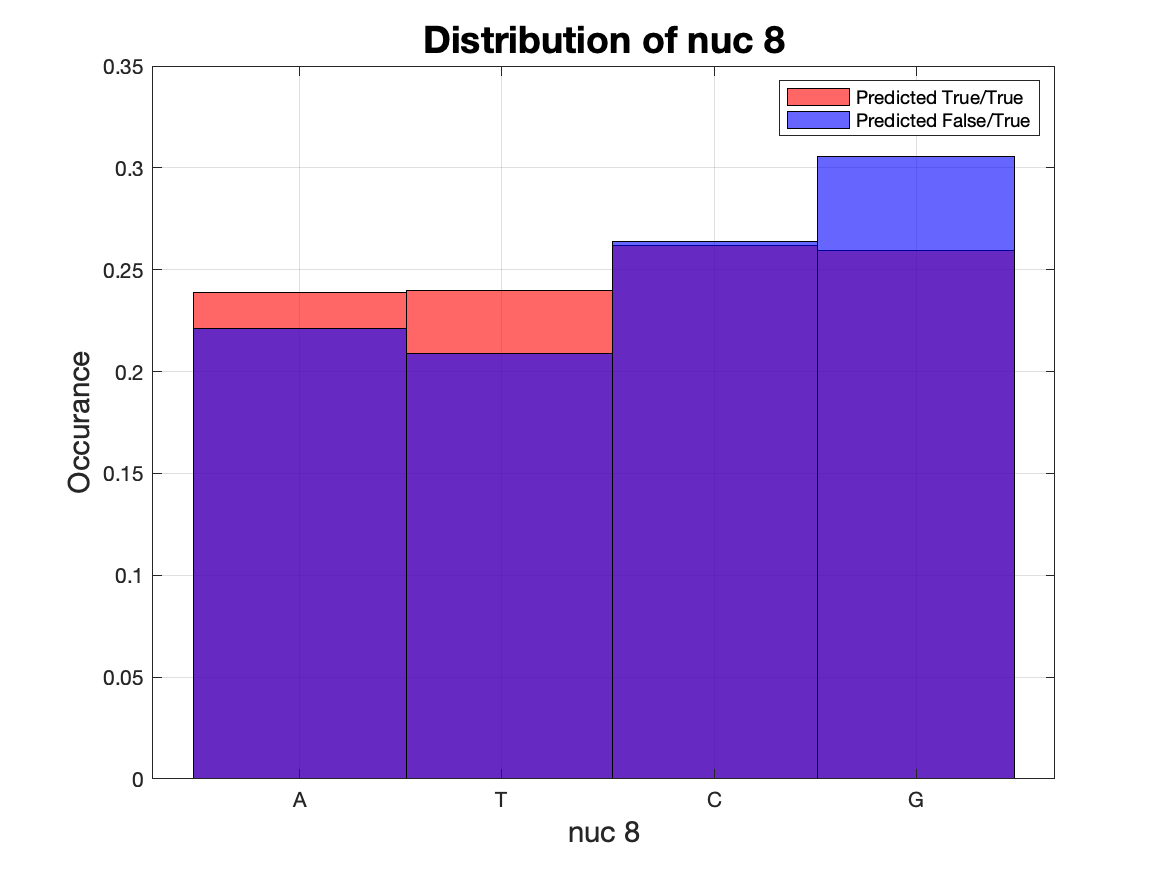 Distribution of nuc 8
Predicted True/True
Predicted False/True
0.35
0.3
0.25
0.2
0.15
0.1
0.05
0
Occurance
A T C G
nuc 8